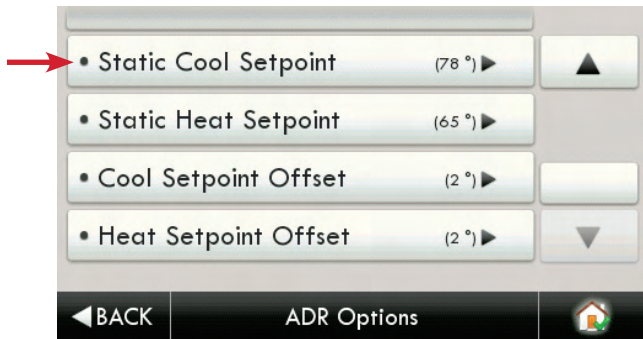 • Static Cool Setpoint (78 °) ▶
• Static Heat Setpoint (65 °) ▶
• Cool Setpoint Offset (2 °) ▶
• Heat Setpoint Offset (2 °) ▶
◀ BACK ADR Options